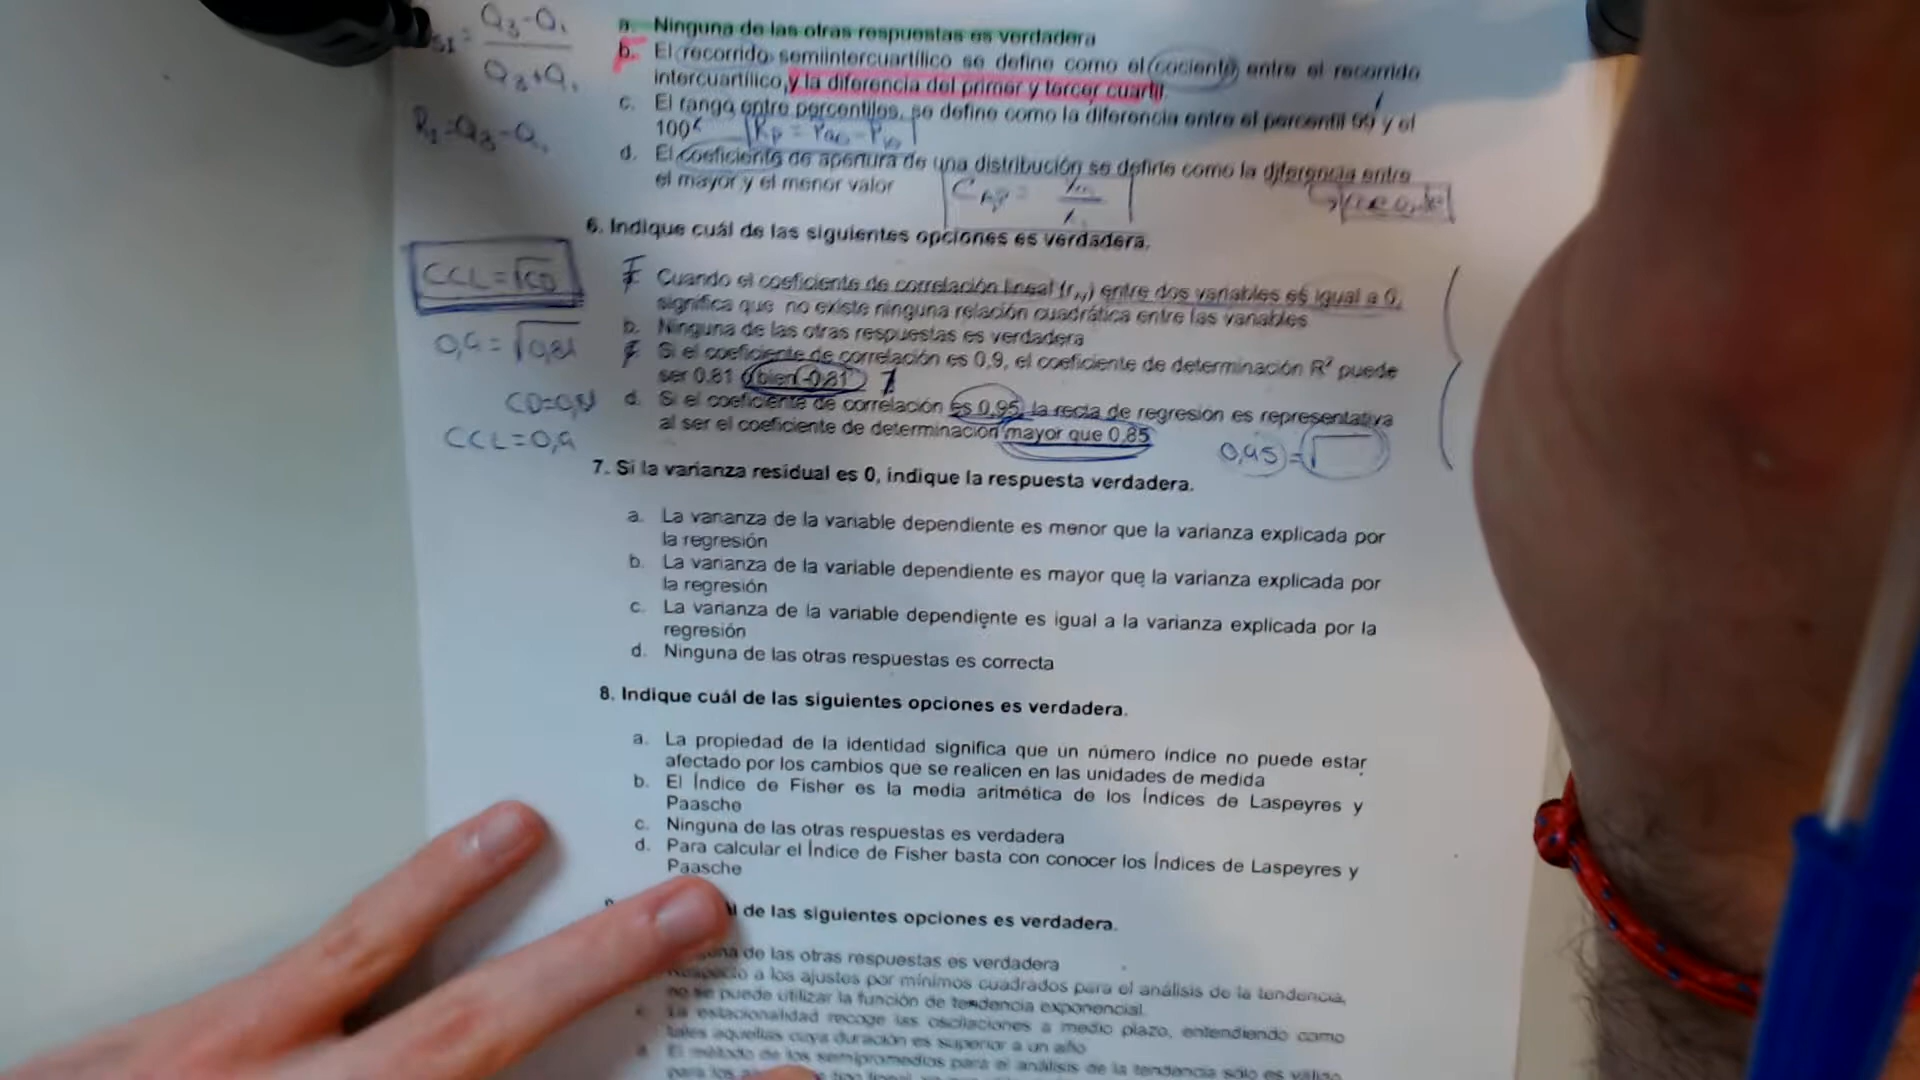 Q3-Q1
Q3+Q1
a. Ninguna de las otras respuestas es verdadera
b. El recorrido semiintercuartílico se define como el cociente entre el recorrido
intercuartílico y la diferencia del primer y tercer cuartil
c. El rango entre percentiles, se define como la diferencia entre el percentil 99 y el
100
d. El coeficiente de apertura de una distribución se define como la diferencia entre
el mayor y el menor valor
6. Indique cuál de las siguientes opciones es verdadera.
CCL=√CD
Cuando el coeficiente de correlación lineal (rxy) entre dos variables es igual a 0,
significa que no existe ninguna relación cuadrática entre las variables
b. Ninguna de las otras respuestas es verdadera
0,9=√0,81
Si el coeficiente de correlación es 0,9, el coeficiente de determinación R² puede
ser 0.81 o bien -0,81
CD=0,81
d. Si el coeficiente de correlación es 0,95, la recta de regresión es representativa
al ser el coeficiente de determinación mayor que 0,85
CCL=0,9
0,95=√
7. Si la varianza residual es 0, indique la respuesta verdadera.
a. La varianza de la variable dependiente es menor que la varianza explicada por
la regresión
b. La varianza de la variable dependiente es mayor que la varianza explicada por
la regresión
c. La varianza de la variable dependiente es igual a la varianza explicada por la
regresión
d. Ninguna de las otras respuestas es correcta
8. Indique cuál de las siguientes opciones es verdadera.
a. La propiedad de la identidad significa que un número índice no puede estar
afectado por los cambios que se realicen en las unidades de medida
b. El Índice de Fisher es la media aritmética de los Índices de Laspeyres y
Paasche
c. Ninguna de las otras respuestas es verdadera
d. Para calcular el Índice de Fisher basta con conocer los Índices de Laspeyres y
Paasche
de las siguientes opciones es verdadera.
de las otras respuestas es verdadera
Respecto a los ajustes por mínimos cuadrados para el análisis de la tendencia,
no se puede utilizar la función de tendencia exponencial
c. La estacionalidad recoge las oscilaciones a medio plazo, entendiendo como
tales aquellas cuya duración es superior a un año
d. El método de los semipromedios para el análisis de la tendencia sólo es válido
para los